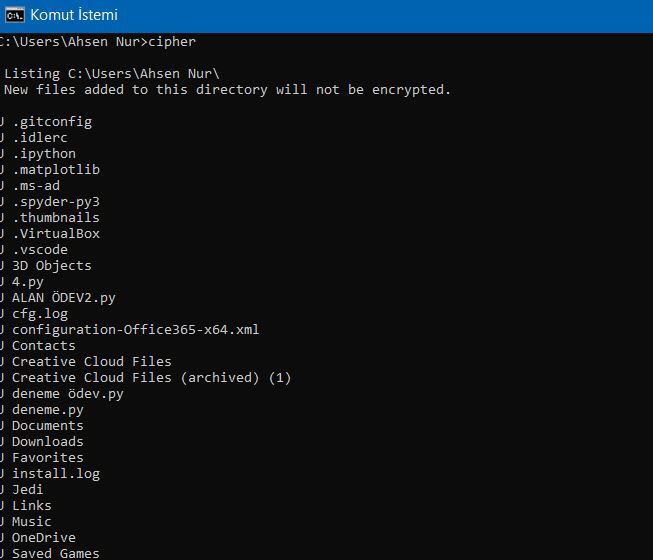 Komut İstemi
C:\Users\Ahsen Nur>cipher
Listing C:\Users\Ahsen Nur\
New files added to this directory will not be encrypted.
U .gitconfig
U .idlerc
U .ipython
U .matplotlib
U .ms-ad
U .spyder-py3
U .thumbnails
U .VirtualBox
U .vscode
U 3D Objects
U 4.py
U ALAN ÖDEV2.py
U cfg.log
U configuration-Office365-x64.xml
U Contacts
U Creative Cloud Files
U Creative Cloud Files (archived) (1)
U deneme ödev.py
U deneme.py
U Documents
U Downloads
U Favorites
U install.log
U Jedi
U Links
U Music
U OneDrive
U Saved Games